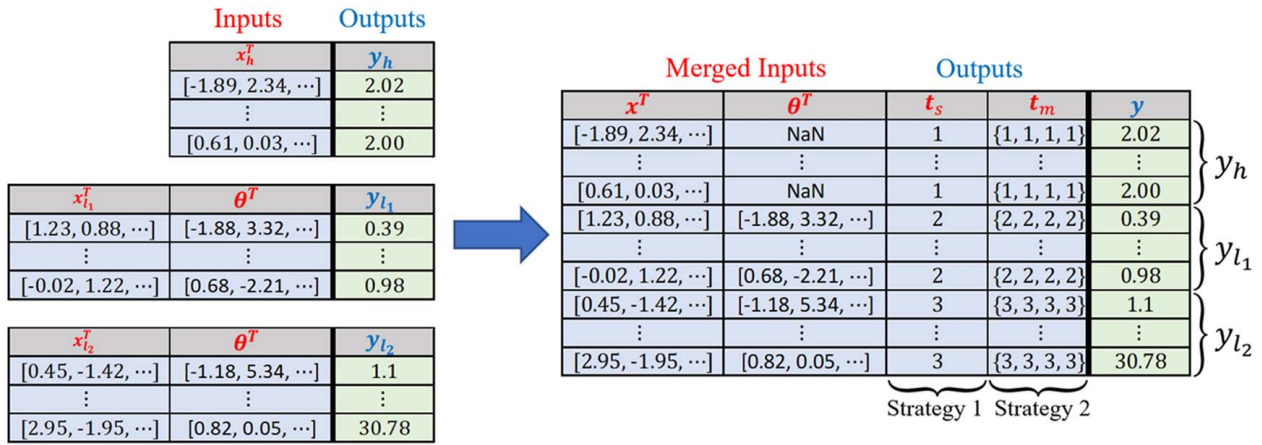 Inputs Outputs
x_h^T y_h
[-1.89, 2.34, ⋯] 2.02
⋮ ⋮
[0.61, 0.03, ⋯] 2.00
x_{l_1}^T θ^T y_{l_1}
[1.23, 0.88, ⋯] [-1.88, 3.32, ⋯] 0.39
⋮ ⋮ ⋮
[-0.02, 1.22, ⋯] [0.68, -2.21, ⋯] 0.98
x_{l_2}^T θ^T y_{l_2}
[0.45, -1.42, ⋯] [-1.18, 5.34, ⋯] 1.1
⋮ ⋮ ⋮
[2.95, -1.95, ⋯] [0.82, 0.05, ⋯] 30.78
Merged Inputs Outputs
x^T θ^T t_s t_m y
[-1.89, 2.34, ⋯] NaN 1 {1, 1, 1, 1} 2.02
⋮ ⋮ ⋮ ⋮ ⋮
[0.61, 0.03, ⋯] NaN 1 {1, 1, 1, 1} 2.00
y_h
[1.23, 0.88, ⋯] [-1.88, 3.32, ⋯] 2 {2, 2, 2, 2} 0.39
⋮ ⋮ ⋮ ⋮ ⋮
[-0.02, 1.22, ⋯] [0.68, -2.21, ⋯] 2 {2, 2, 2, 2} 0.98
y_{l_1}
[0.45, -1.42, ⋯] [-1.18, 5.34, ⋯] 3 {3, 3, 3, 3} 1.1
⋮ ⋮ ⋮ ⋮ ⋮
[2.95, -1.95, ⋯] [0.82, 0.05, ⋯] 3 {3, 3, 3, 3} 30.78
y_{l_2}
Strategy 1 Strategy 2